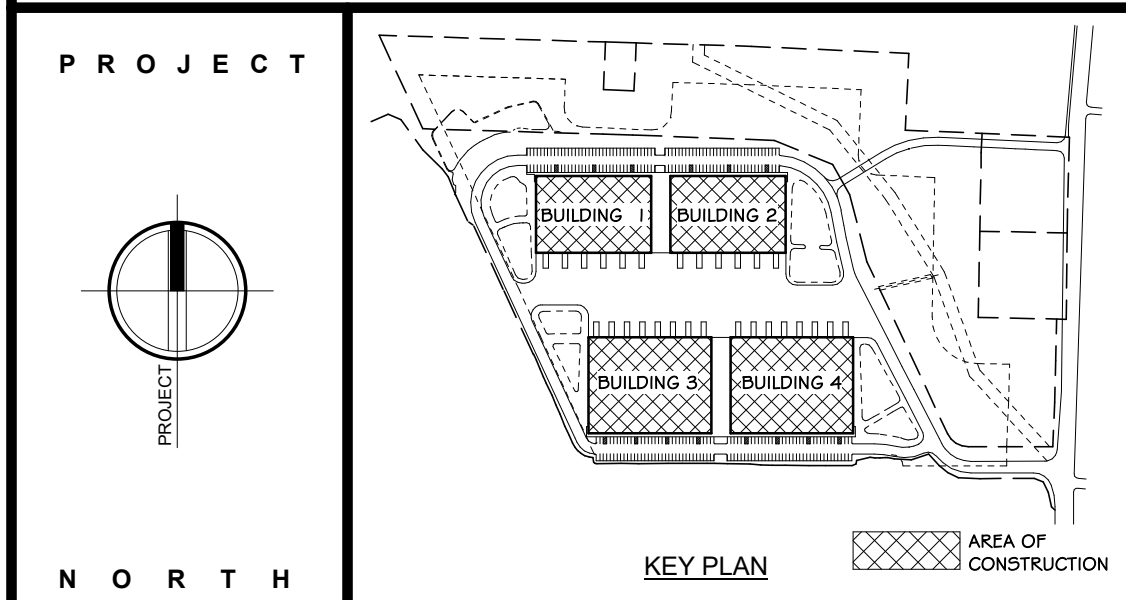 P R O J E C T
PROJECT
N O R T H
BUILDING 1
BUILDING 2
BUILDING 3
BUILDING 4
KEY PLAN
AREA OF
CONSTRUCTION